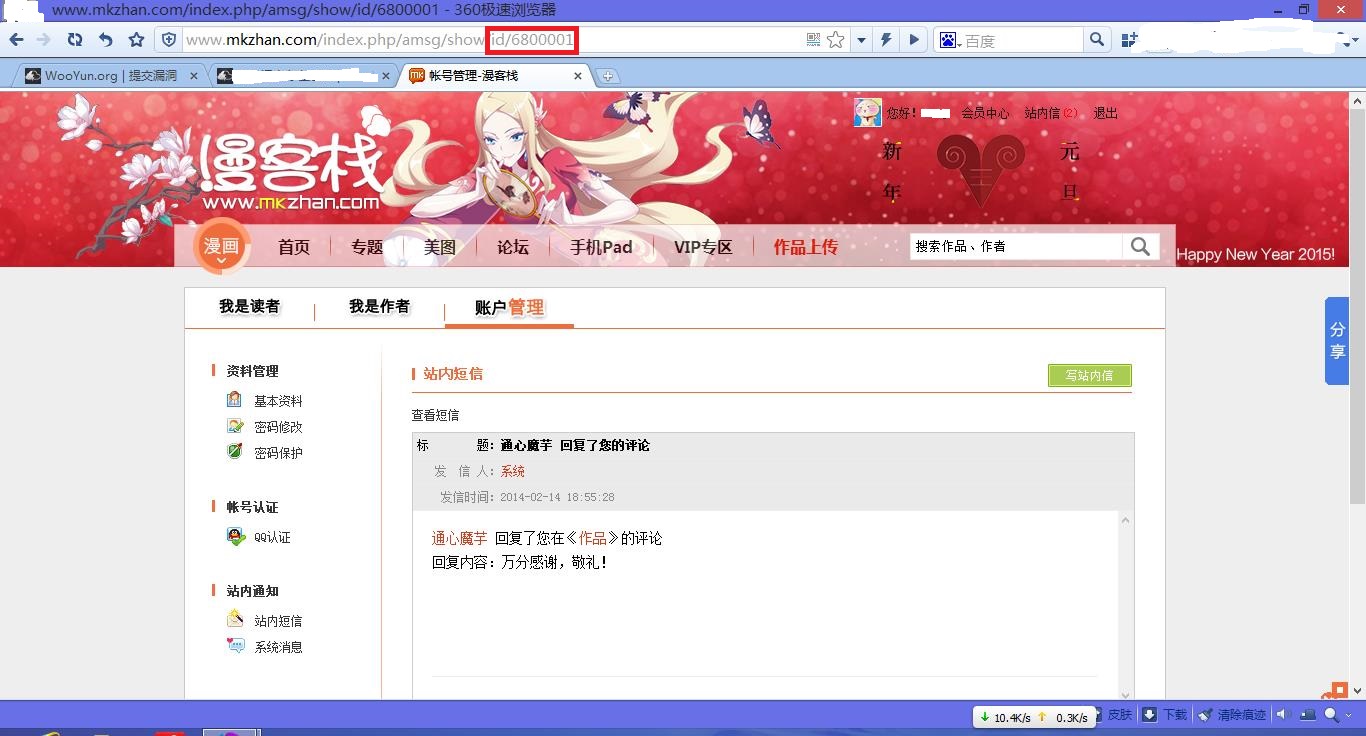 www.mkzhan.com/index.php/amsg/show/id/6800001 - 360极速浏览器
www.mkzhan.com/index.php/amsg/show/id/6800001
百度
WooYun.org | 提交漏洞
帐号管理-漫客栈
您好!
会员中心
站内信(2)
退出
漫客栈
www.mkzhan.com
新年
元旦
漫画
首页
专题
美图
论坛
手机Pad
VIP专区
作品上传
搜索作品、作者
Happy New Year 2015!
我是读者
我是作者
账户管理
分享
资料管理
基本资料
密码修改
密码保护
帐号认证
QQ认证
站内通知
站内短信
系统消息
站内短信
写站内信
查看短信
标 题：通心魔芋 回复了您的评论
发 信 人：系统
发信时间：2014-02-14 18:55:28
通心魔芋 回复了您在《作品》的评论
回复内容：万分感谢，敬礼！
10.4K/s
0.3K/s
皮肤
下载
清除痕迹